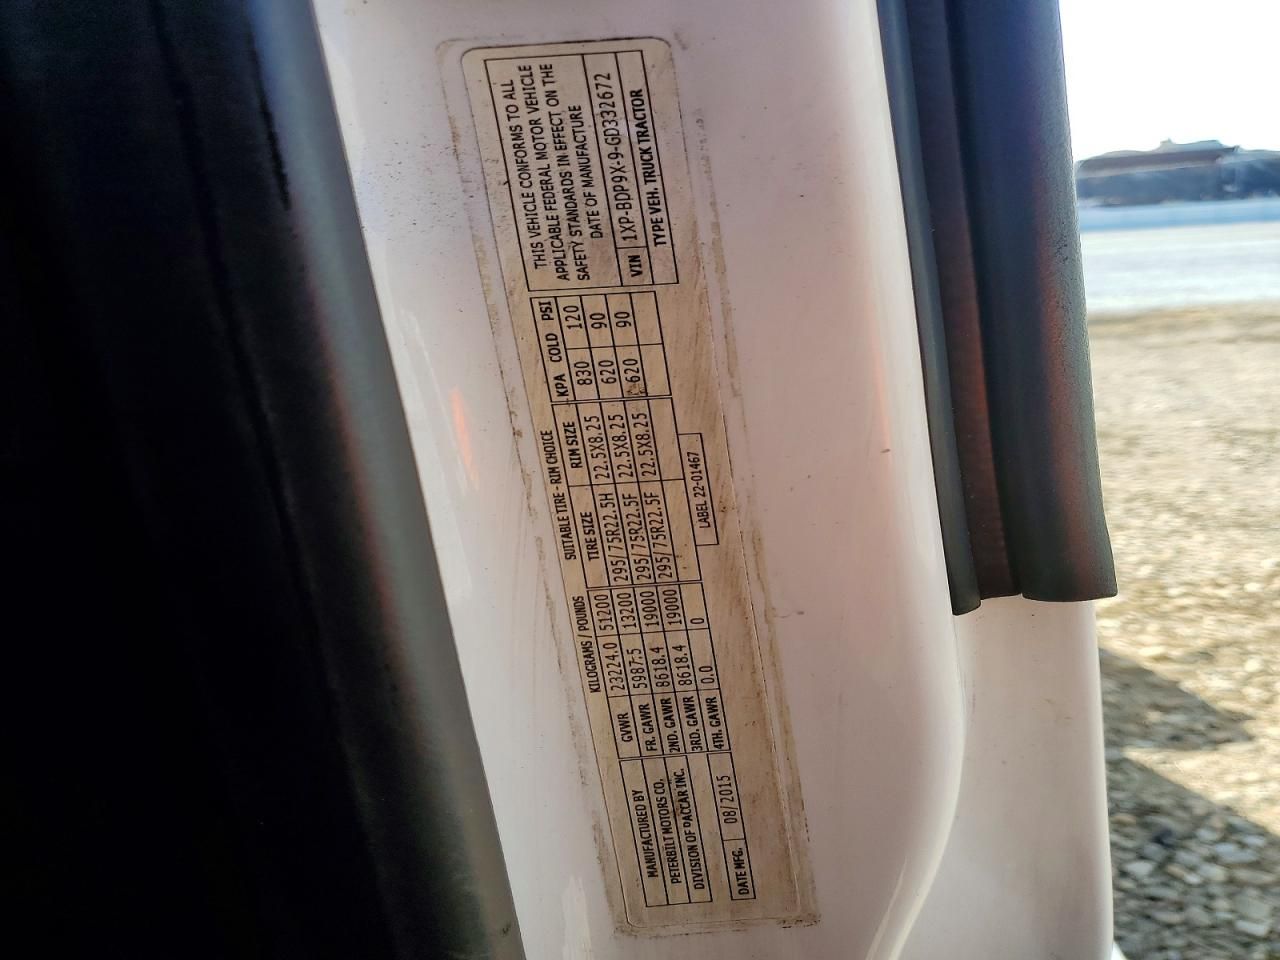 MANUFACTURED BY
PETERBILT MOTORS CO.
DIVISION OF PACCAR INC.
DATE MFG. 08/2015
KILOGRAMS / POUNDS
GVWR 23224.0 51200
FR. GAWR 5987.5 13200
2ND. GAWR 8618.4 19000
3RD. GAWR 8618.4 19000
4TH. GAWR 0.0 0
SUITABLE TIRE - RIM CHOICE
TIRE SIZE RIM SIZE KPA COLD PSI
295/75R22.5H 22.5X8.25 830 120
295/75R22.5F 22.5X8.25 620 90
295/75R22.5F 22.5X8.25 620 90
LABEL 22-01467
THIS VEHICLE CONFORMS TO ALL
APPLICABLE FEDERAL MOTOR VEHICLE
SAFETY STANDARDS IN EFFECT ON THE
DATE OF MANUFACTURE
VIN 1XP-BDP9X-9-GD332672
TYPE VEH. TRUCK TRACTOR